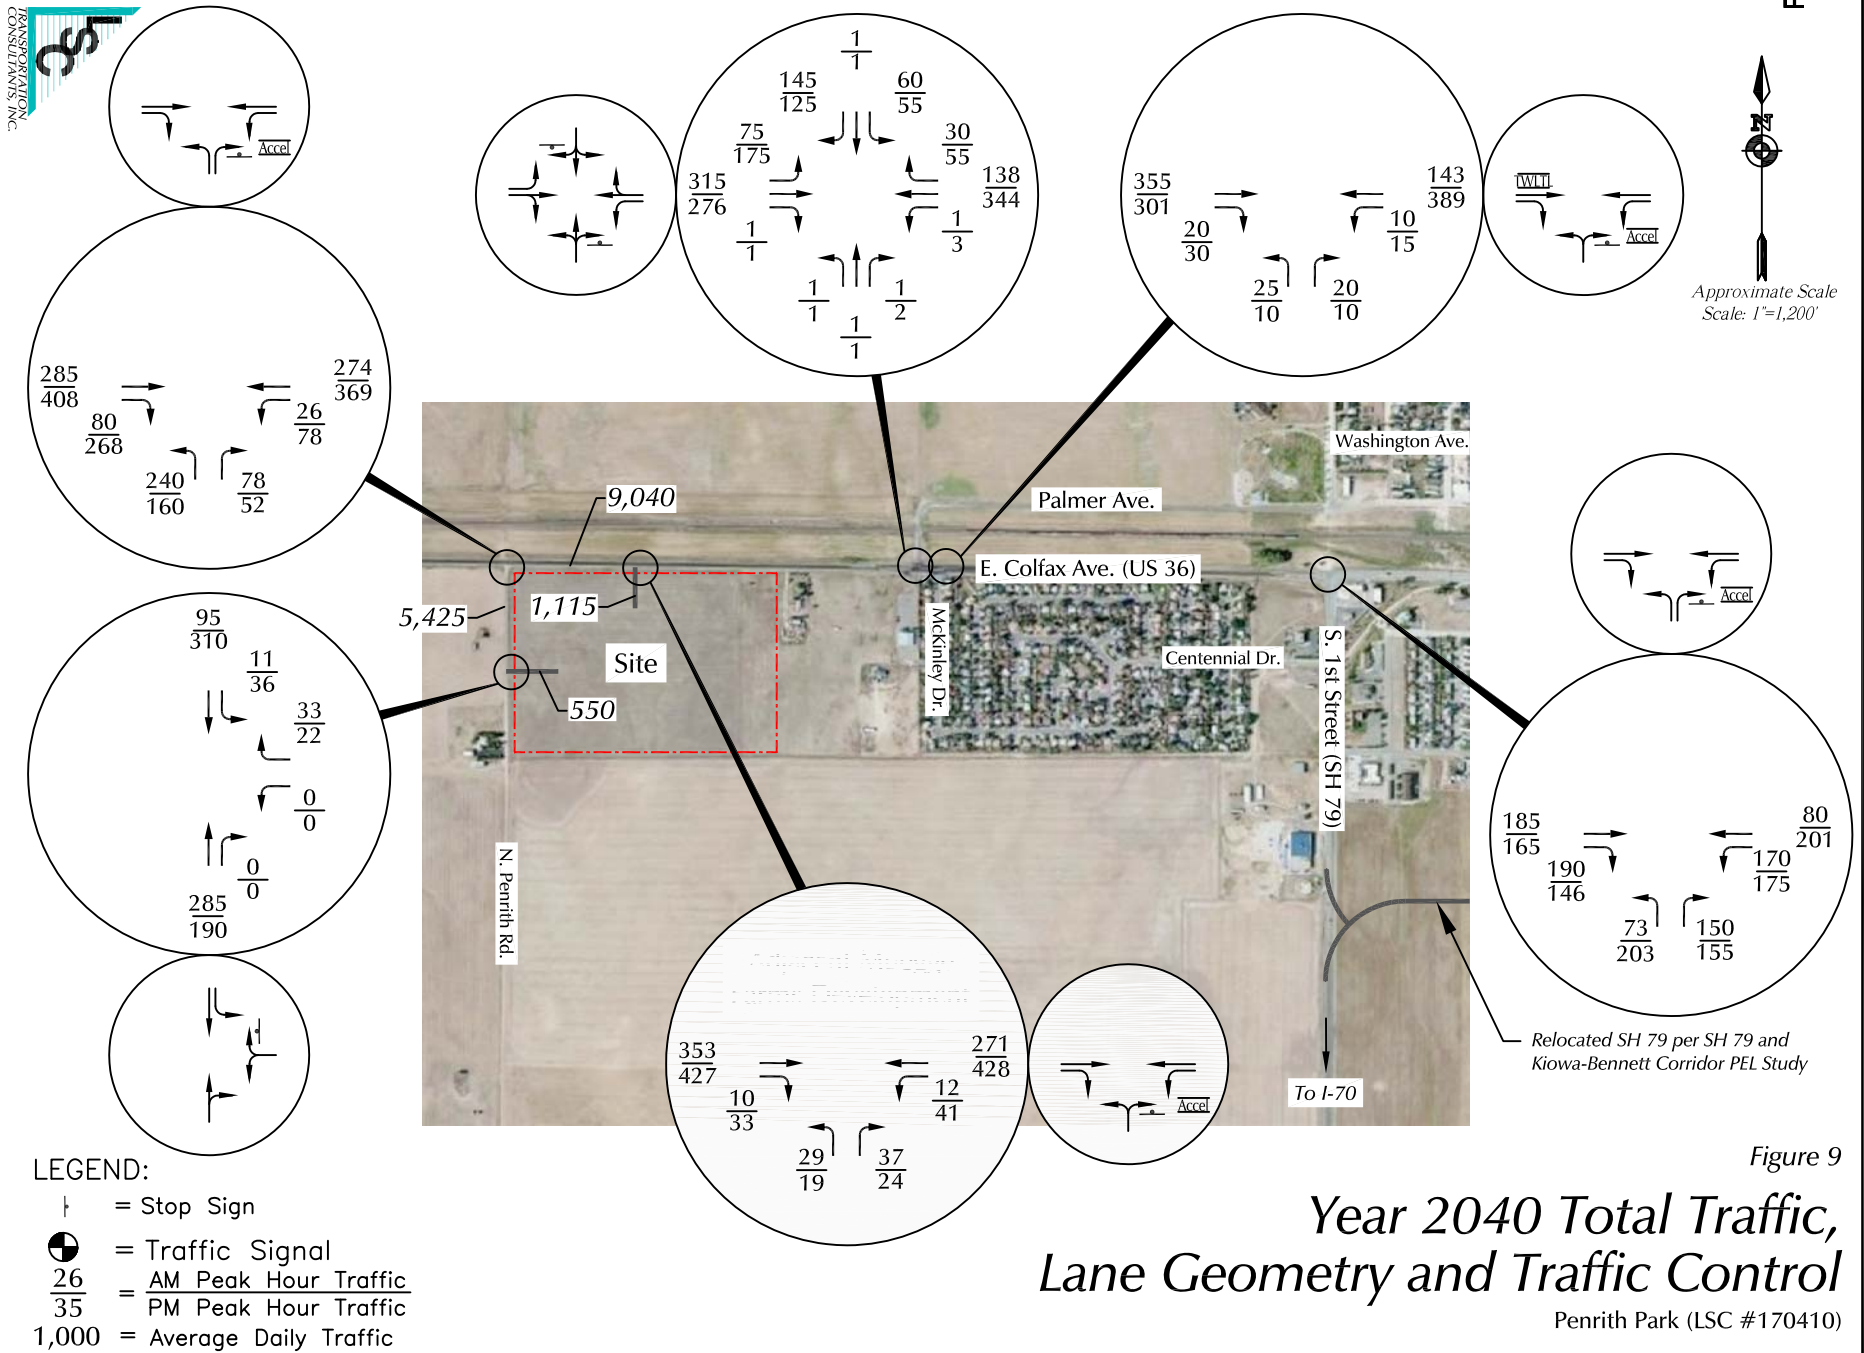 LSC
TRANSPORTATION
CONSULTANTS, INC.
Accel
285
408
80
268
240
160
78
52
26
78
274
369
1
1
145
125
60
55
75
175
30
55
315
276
138
344
1
1
1
3
1
1
1
2
1
1
355
301
20
30
25
10
20
10
10
15
143
389
TWLTL
Accel
N
Approximate Scale
Scale: 1"=1,200'
Washington Ave.
Palmer Ave.
9,040
E. Colfax Ave. (US 36)
5,425
1,115
Site
550
McKinley Dr.
Centennial Dr.
S. 1st Street (SH 79)
N. Penrith Rd.
To I-70
95
310
11
36
33
22
0
0
0
0
285
190
Accel
185
165
190
146
73
203
150
155
170
175
80
201
Relocated SH 79 per SH 79 and
Kiowa-Bennett Corridor PEL Study
353
427
10
33
29
19
37
24
12
41
271
428
Accel
LEGEND:
= Stop Sign
= Traffic Signal
26
35
= AM Peak Hour Traffic
PM Peak Hour Traffic
1,000 = Average Daily Traffic
Figure 9
Year 2040 Total Traffic,
Lane Geometry and Traffic Control
Penrith Park (LSC #170410)